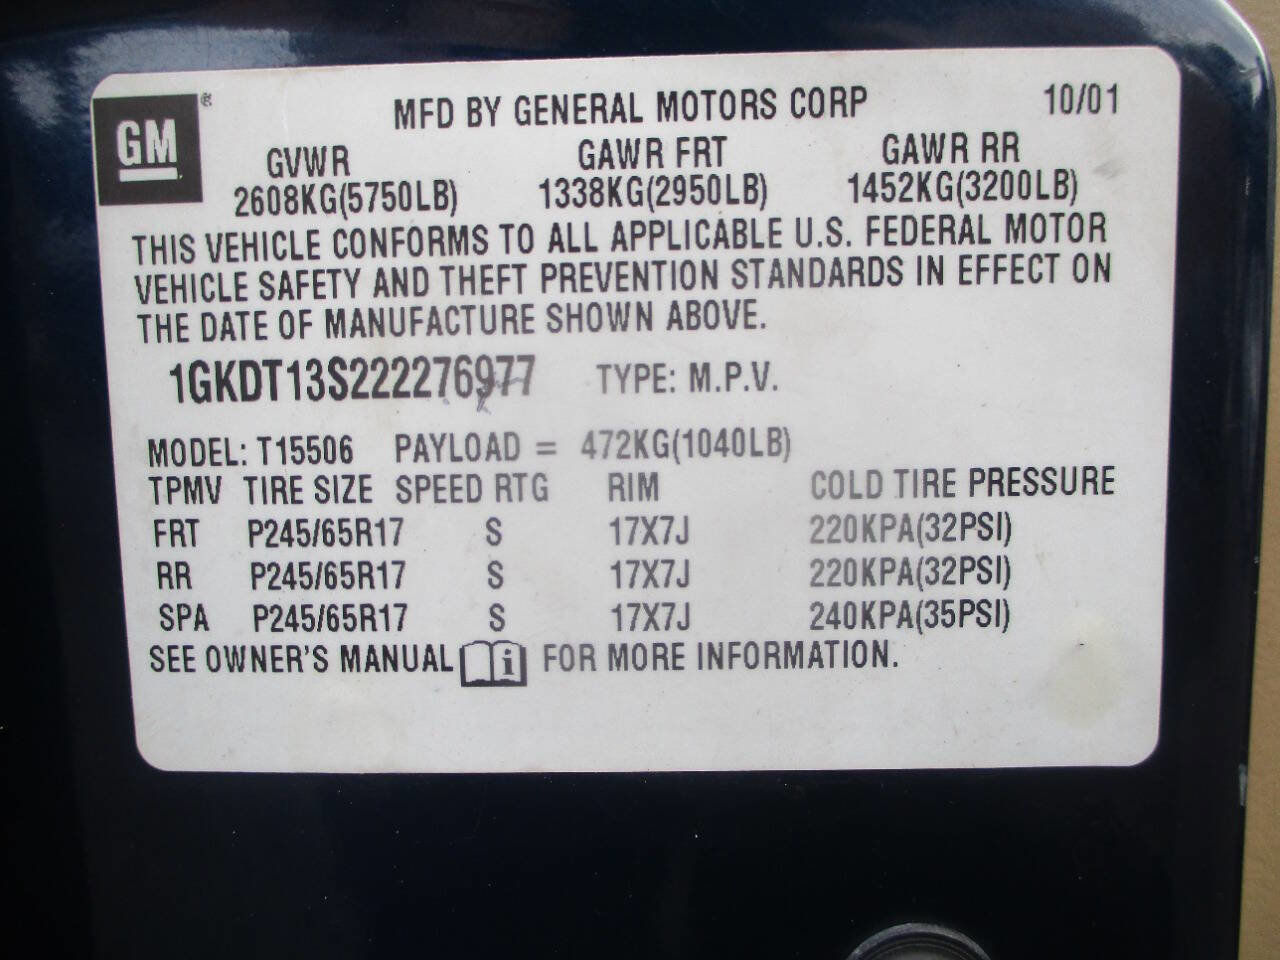 GM®
MFD BY GENERAL MOTORS CORP 10/01
GVWR GAWR FRT GAWR RR
2608KG(5750LB) 1338KG(2950LB) 1452KG(3200LB)
THIS VEHICLE CONFORMS TO ALL APPLICABLE U.S. FEDERAL MOTOR
VEHICLE SAFETY AND THEFT PREVENTION STANDARDS IN EFFECT ON
THE DATE OF MANUFACTURE SHOWN ABOVE.
1GKDT13S222276977 TYPE: M.P.V.
MODEL: T15506 PAYLOAD = 472KG(1040LB)
TPMV TIRE SIZE SPEED RTG RIM COLD TIRE PRESSURE
FRT P245/65R17 S 17X7J 220KPA(32PSI)
RR P245/65R17 S 17X7J 220KPA(32PSI)
SPA P245/65R17 S 17X7J 240KPA(35PSI)
SEE OWNER'S MANUAL i FOR MORE INFORMATION.